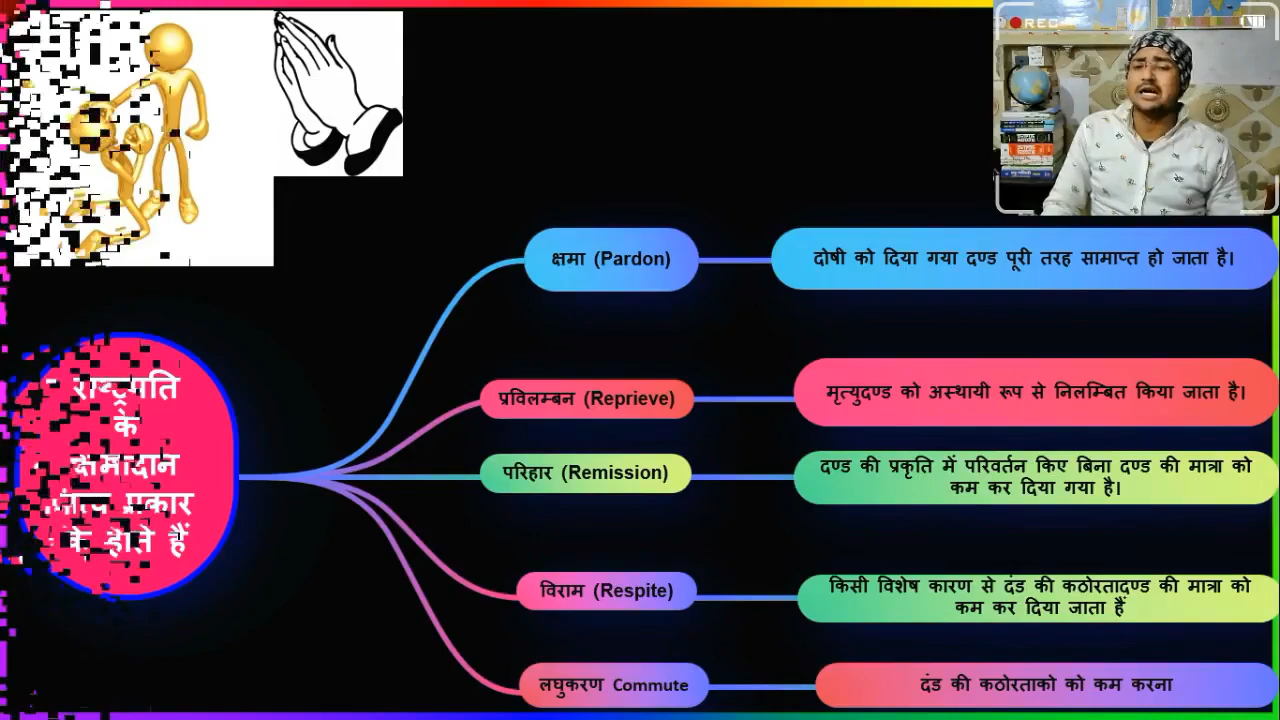 REC
क्षमा (Pardon)
दोषी को दिया गया दण्ड पूरी तरह सामाप्त हो जाता है।
प्रविलम्बन (Reprieve)
मृत्युदण्ड को अस्थायी रूप से निलम्बित किया जाता है।
राष्ट्रपति
के
क्षमादान
प्रकार
के होते हैं
परिहार (Remission)
दण्ड की प्रकृति में परिवर्तन किए बिना दण्ड की मात्रा को
कम कर दिया गया है।
विराम (Respite)
किसी विशेष कारण से दंड की कठोरतादण्ड की मात्रा को
कम कर दिया जाता हैं
लघुकरण Commute
दंड की कठोरताको को कम करना